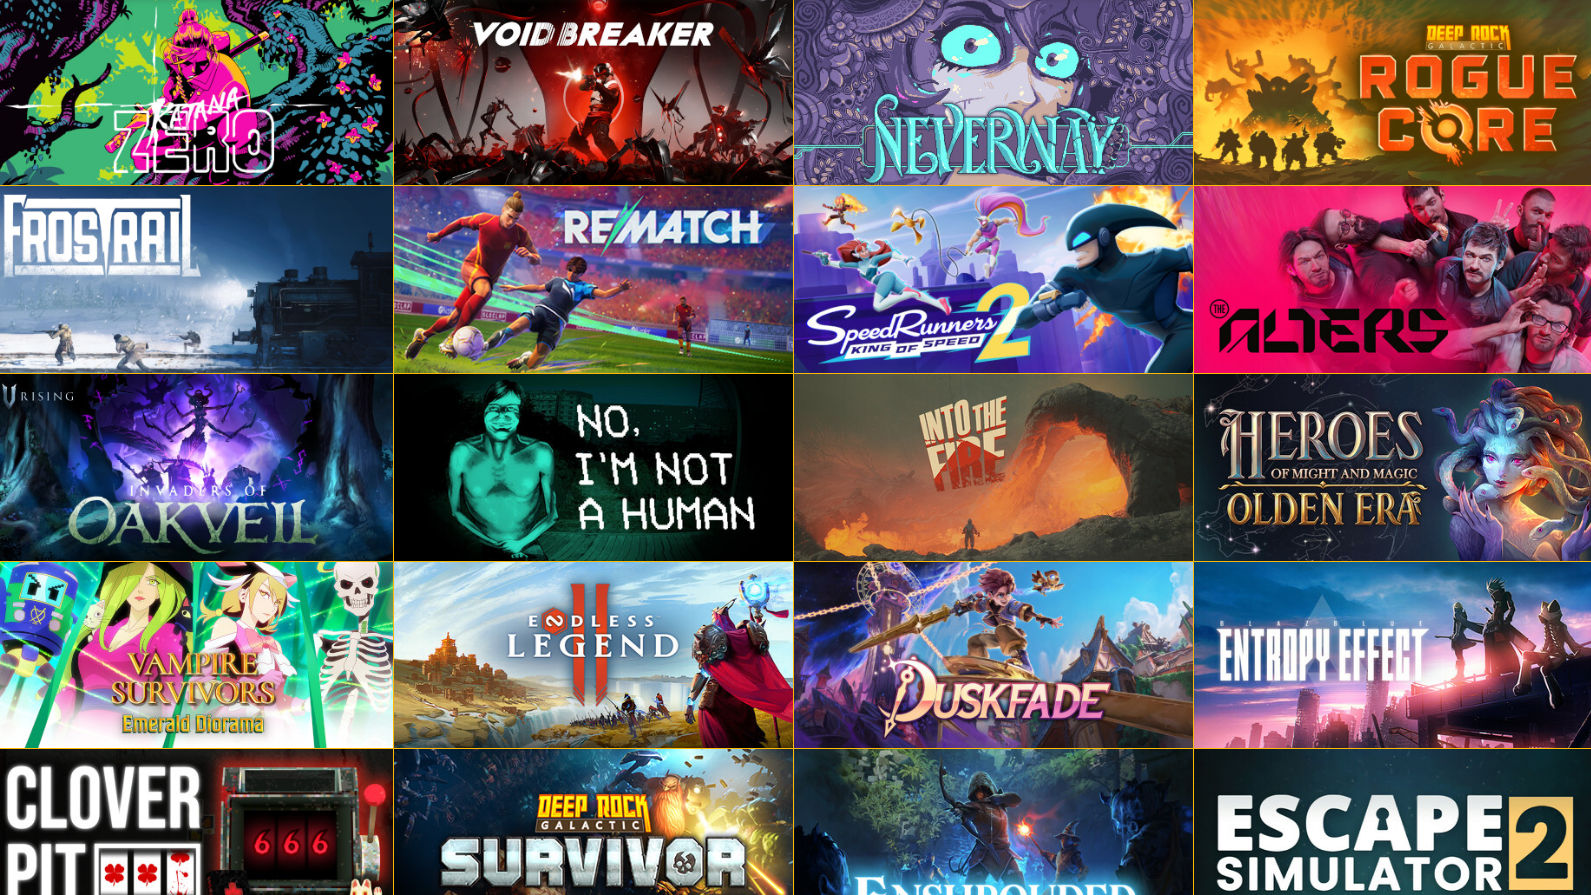 KATANA
ZERO
VOID BREAKER
NEVERWAY
DEEP ROCK
GALACTIC
ROGUE
CORE
FROSTRAIL
REMATCH
SLOCLAP
SpeedRunners 2
KING OF SPEED
THE
ALTERS
V RISING
INVADERS OF
OAKVEIL
NO,
I'M NOT
A HUMAN
INTO THE
FIRE
HEROES
OF MIGHT AND MAGIC
OLDEN ERA
VAMPIRE
SURVIVORS
Emerald Diorama
ENDLESS
LEGEND
II
DUSKFADE
BLAZBLUE
ENTROPY EFFECT
CLOVER
PIT
666
DEEP ROCK
GALACTIC
SURVIVOR
ENSHROUDED
ESCAPE
SIMULATOR 2